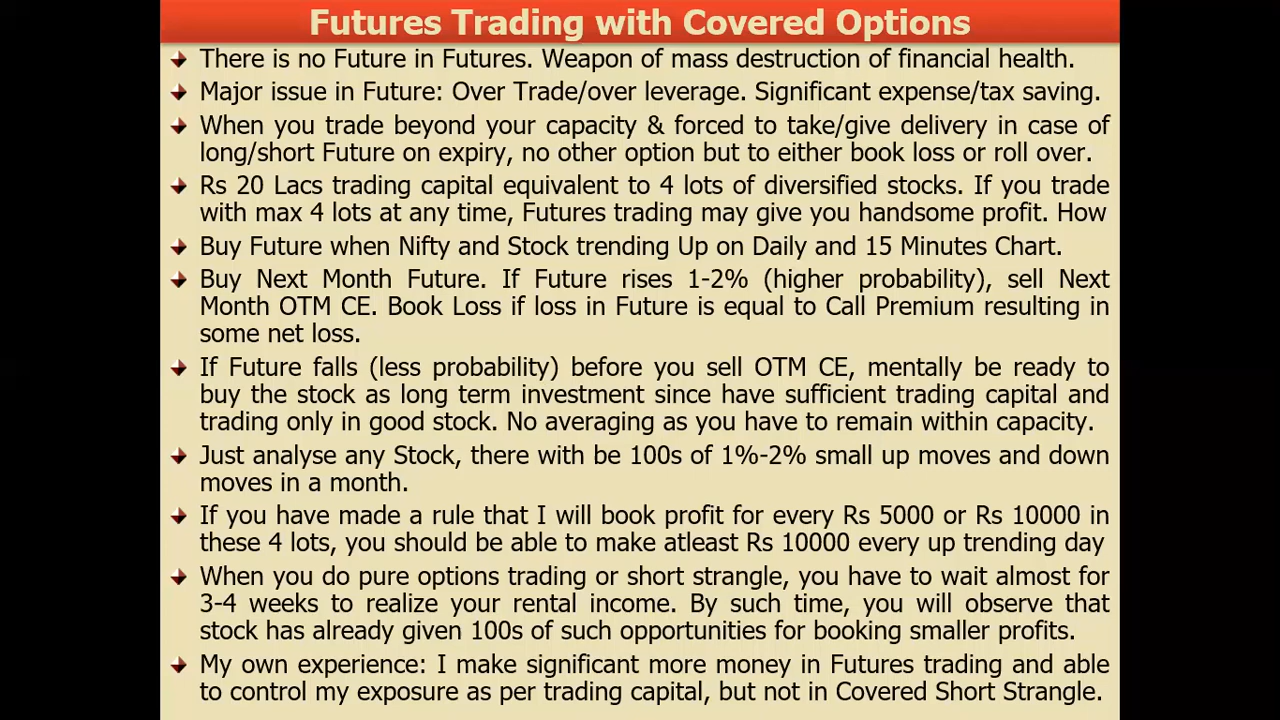 Futures Trading with Covered Options
There is no Future in Futures. Weapon of mass destruction of financial health.
Major issue in Future: Over Trade/over leverage. Significant expense/tax saving.
When you trade beyond your capacity & forced to take/give delivery in case of
long/short Future on expiry, no other option but to either book loss or roll over.
Rs 20 Lacs trading capital equivalent to 4 lots of diversified stocks. If you trade
with max 4 lots at any time, Futures trading may give you handsome profit. How
Buy Future when Nifty and Stock trending Up on Daily and 15 Minutes Chart.
Buy Next Month Future. If Future rises 1-2% (higher probability), sell Next
Month OTM CE. Book Loss if loss in Future is equal to Call Premium resulting in
some net loss.
If Future falls (less probability) before you sell OTM CE, mentally be ready to
buy the stock as long term investment since have sufficient trading capital and
trading only in good stock. No averaging as you have to remain within capacity.
Just analyse any Stock, there with be 100s of 1%-2% small up moves and down
moves in a month.
If you have made a rule that I will book profit for every Rs 5000 or Rs 10000 in
these 4 lots, you should be able to make atleast Rs 10000 every up trending day
When you do pure options trading or short strangle, you have to wait almost for
3-4 weeks to realize your rental income. By such time, you will observe that
stock has already given 100s of such opportunities for booking smaller profits.
My own experience: I make significant more money in Futures trading and able
to control my exposure as per trading capital, but not in Covered Short Strangle.